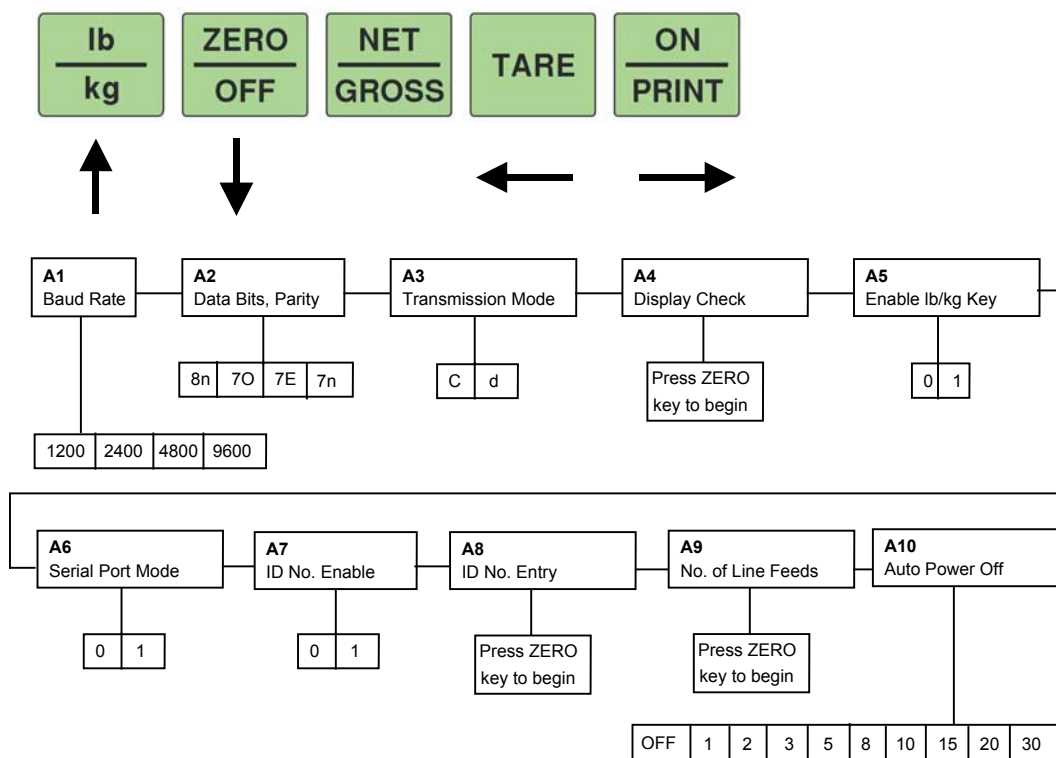 lb
kg
ZERO
OFF
NET
GROSS
TARE
ON
PRINT
A1
Baud Rate
A2
Data Bits, Parity
A3
Transmission Mode
A4
Display Check
A5
Enable lb/kg Key
8n 7O 7E 7n
C d
Press ZERO
key to begin
0 1
1200 2400 4800 9600
A6
Serial Port Mode
A7
ID No. Enable
A8
ID No. Entry
A9
No. of Line Feeds
A10
Auto Power Off
0 1
0 1
Press ZERO
key to begin
Press ZERO
key to begin
OFF 1 2 3 5 8 10 15 20 30